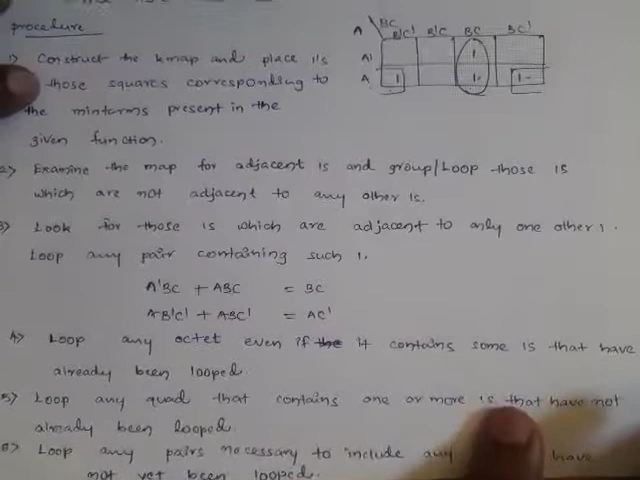 procedure
A \ BC
B'C' B'C BC BC'
A' 1
A 1 1 1
1) Construct the kmap and place 1's
those squares corresponding to
the minterms present in the
given function.
2) Examine the map for adjacent 1s and group/Loop those 1s
which are not adjacent to any other 1s.
3) Look for those 1s which are adjacent to only one other 1.
Loop any pair containing such 1.
A'BC + ABC = BC
AB'C' + ABC' = AC'
4) Loop any octet even if it contains some 1s that have
already been looped.
5) Loop any quad that contains one or more 1s that have not
already been looped.
6) Loop any pairs necessary to include any have
not yet been looped.